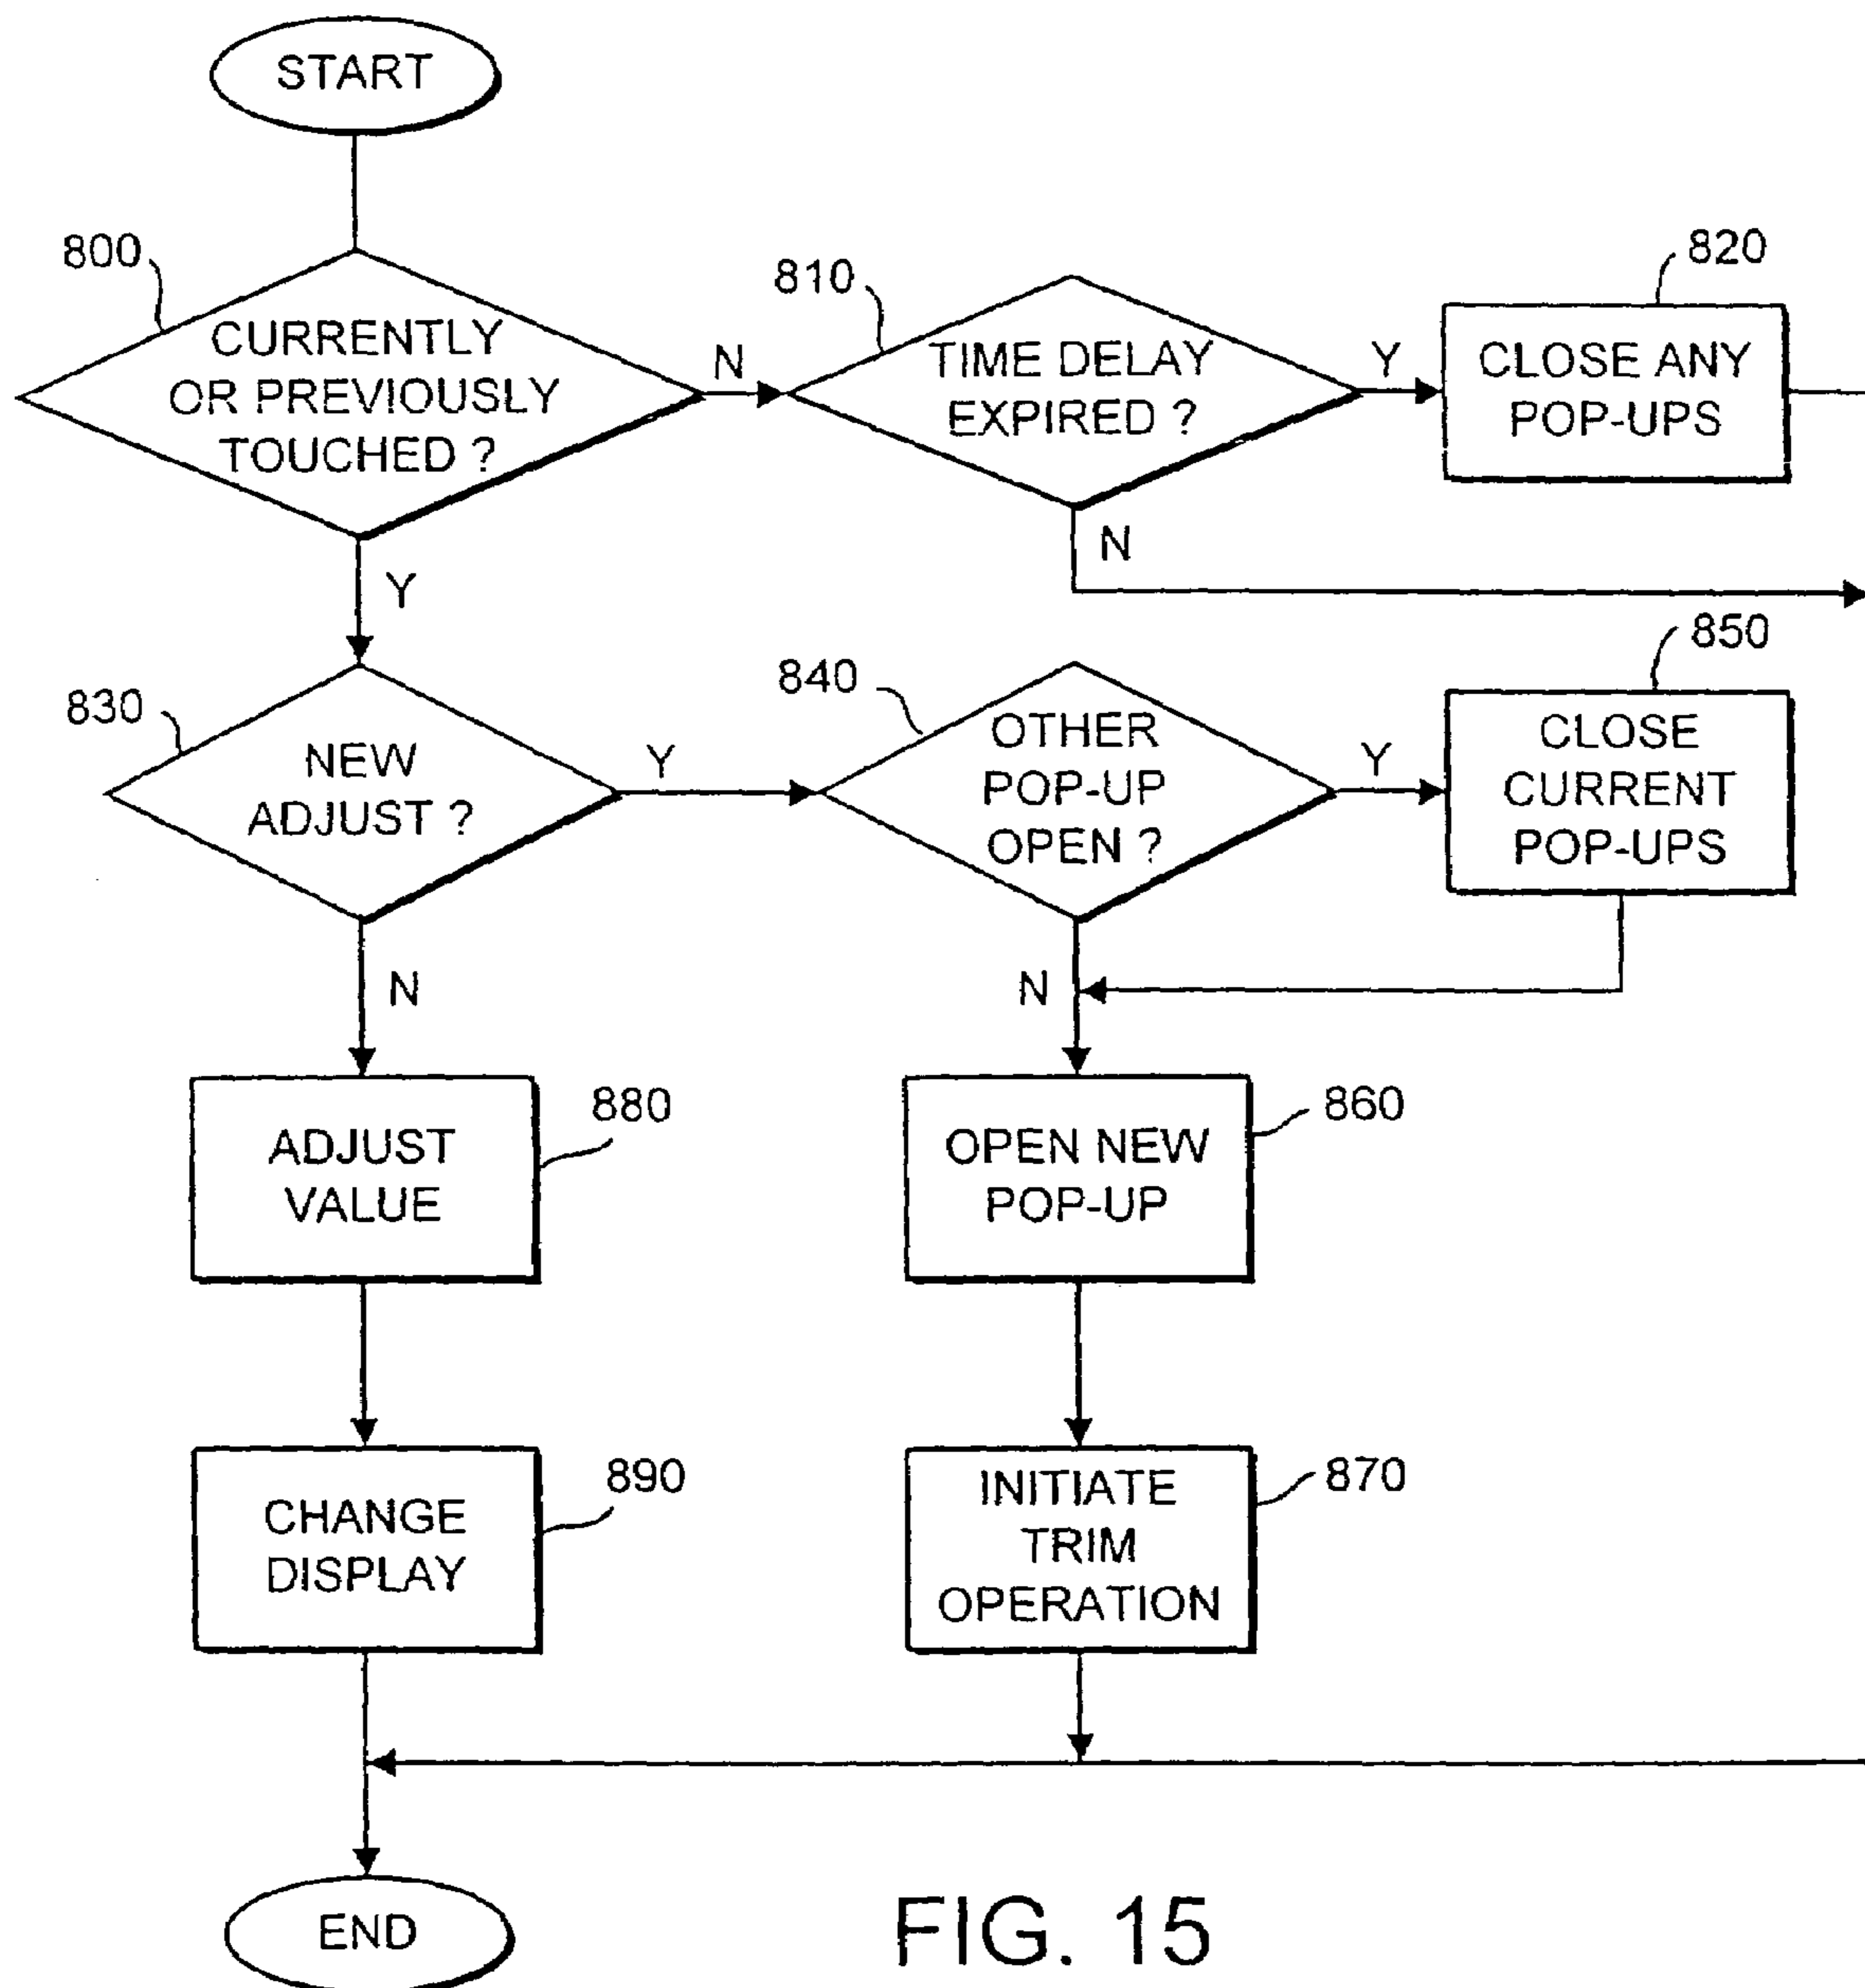 START
800
CURRENTLY
OR PREVIOUSLY
TOUCHED ?
N
Y
810
TIME DELAY
EXPIRED ?
Y
N
820
CLOSE ANY
POP-UPS
830
NEW
ADJUST ?
Y
N
840
OTHER
POP-UP
OPEN ?
Y
N
850
CLOSE
CURRENT
POP-UPS
880
ADJUST
VALUE
860
OPEN NEW
POP-UP
890
CHANGE
DISPLAY
870
INITIATE
TRIM
OPERATION
END
FIG. 15